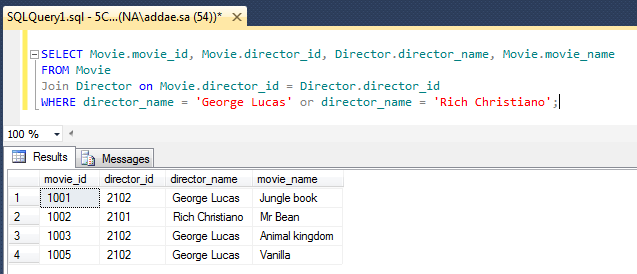 SQLQuery1.sql - 5C...(NA\addae.sa (54))*
SELECT Movie.movie_id, Movie.director_id, Director.director_name, Movie.movie_name
FROM Movie
Join Director on Movie.director_id = Director.director_id
WHERE director_name = 'George Lucas' or director_name = 'Rich Christiano';
100 %
Results Messages
movie_id director_id director_name movie_name
1 1001 2102 George Lucas Jungle book
2 1002 2101 Rich Christiano Mr Bean
3 1003 2102 George Lucas Animal kingdom
4 1005 2102 George Lucas Vanilla